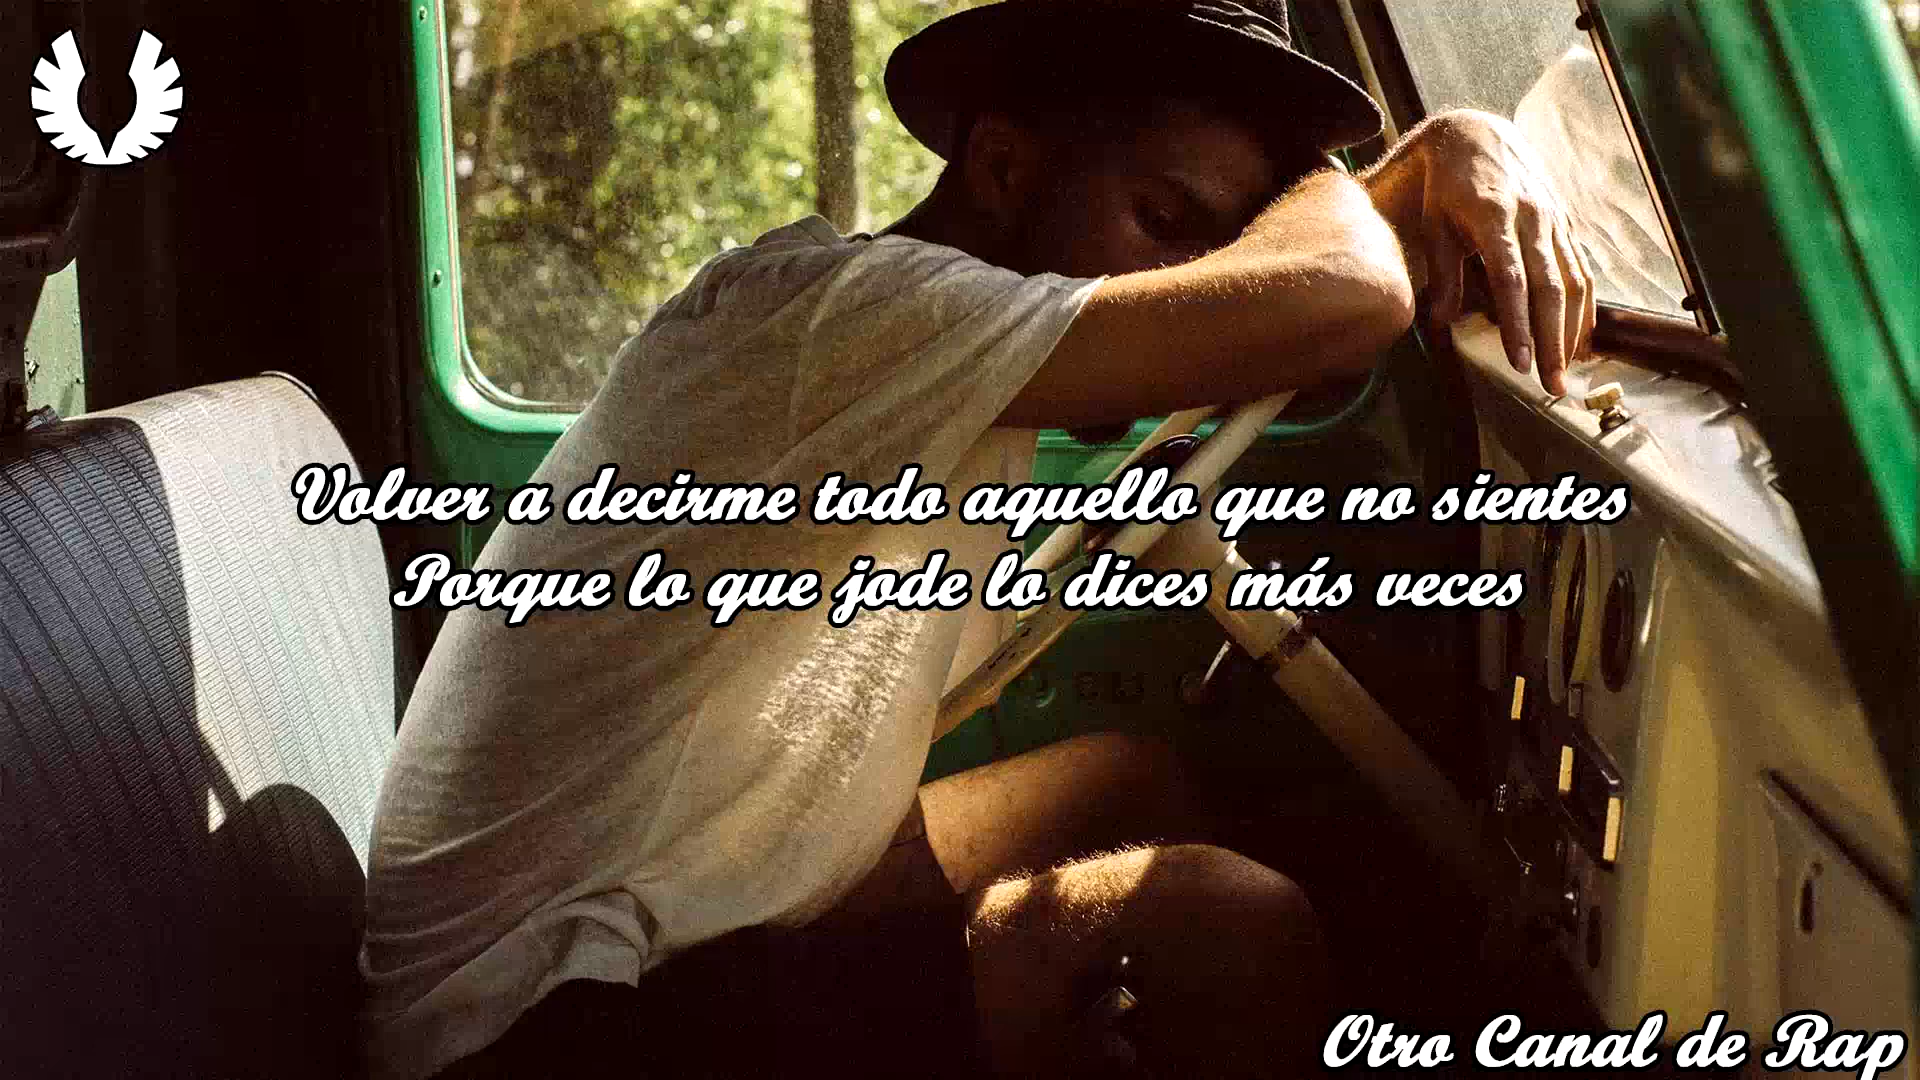 Volver a decirme todo aquello que no sientes
Porque lo que jode lo dices más veces
Otro Canal de Rap